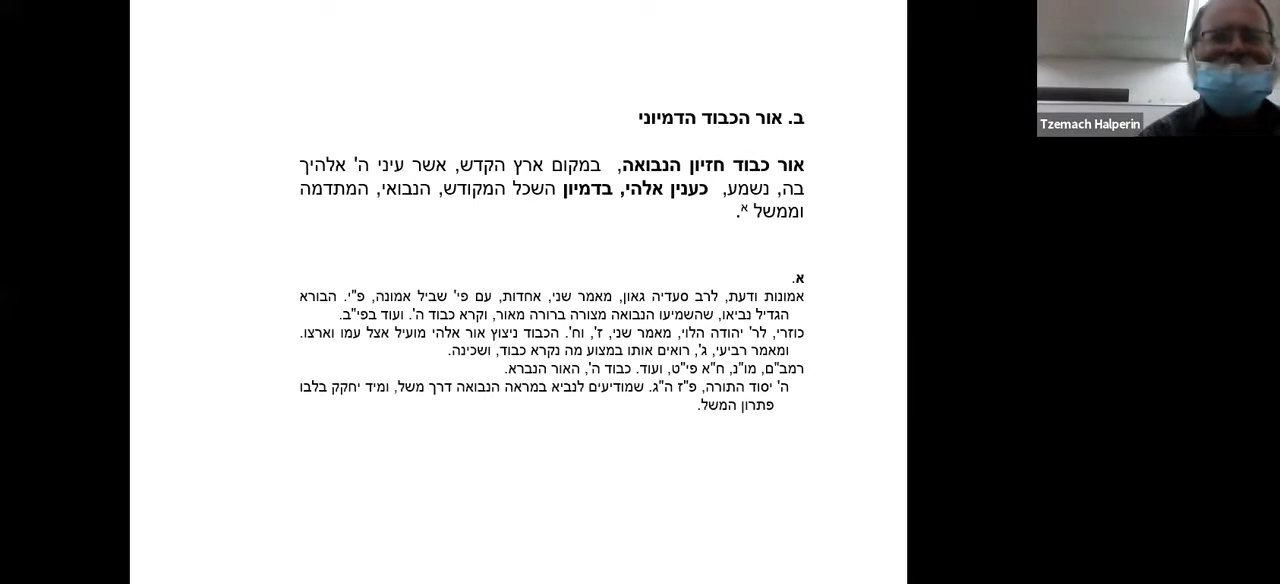 ב. אור הכבוד הדמיוני
אור כבוד חזיון הנבואה, במקום ארץ הקדש, אשר עיני ה' אלהיך
בה, נשמע, כענין אלהי, בדמיון השכל המקודש, הנבואי, המתדמה
וממשל א.
א.
אמונות ודעת, לרב סעדיה גאון, מאמר שני, אחדות, עם פי' שביל אמונה, פ"י. הבורא
הגדיל נביאו, שהשמיעו הנבואה מצורה ברורה מאור, וקרא כבוד ה'. ועוד בפי"ב.
כוזרי, לר' יהודה הלוי, מאמר שני, ז', וח'. הכבוד ניצוץ אור אלהי מועיל אצל עמו וארצו.
ומאמר רביעי, ג', רואים אותו במצוע מה נקרא כבוד, ושכינה.
רמב"ם, מו"נ, ח"א פי"ט, ועוד. כבוד ה', האור הנברא.
ה' יסוד התורה, פ"ז ה"ג. שמודיעים לנביא במראה הנבואה דרך משל, ומיד יחקק בלבו
פתרון המשל.
Tzemach Halperin